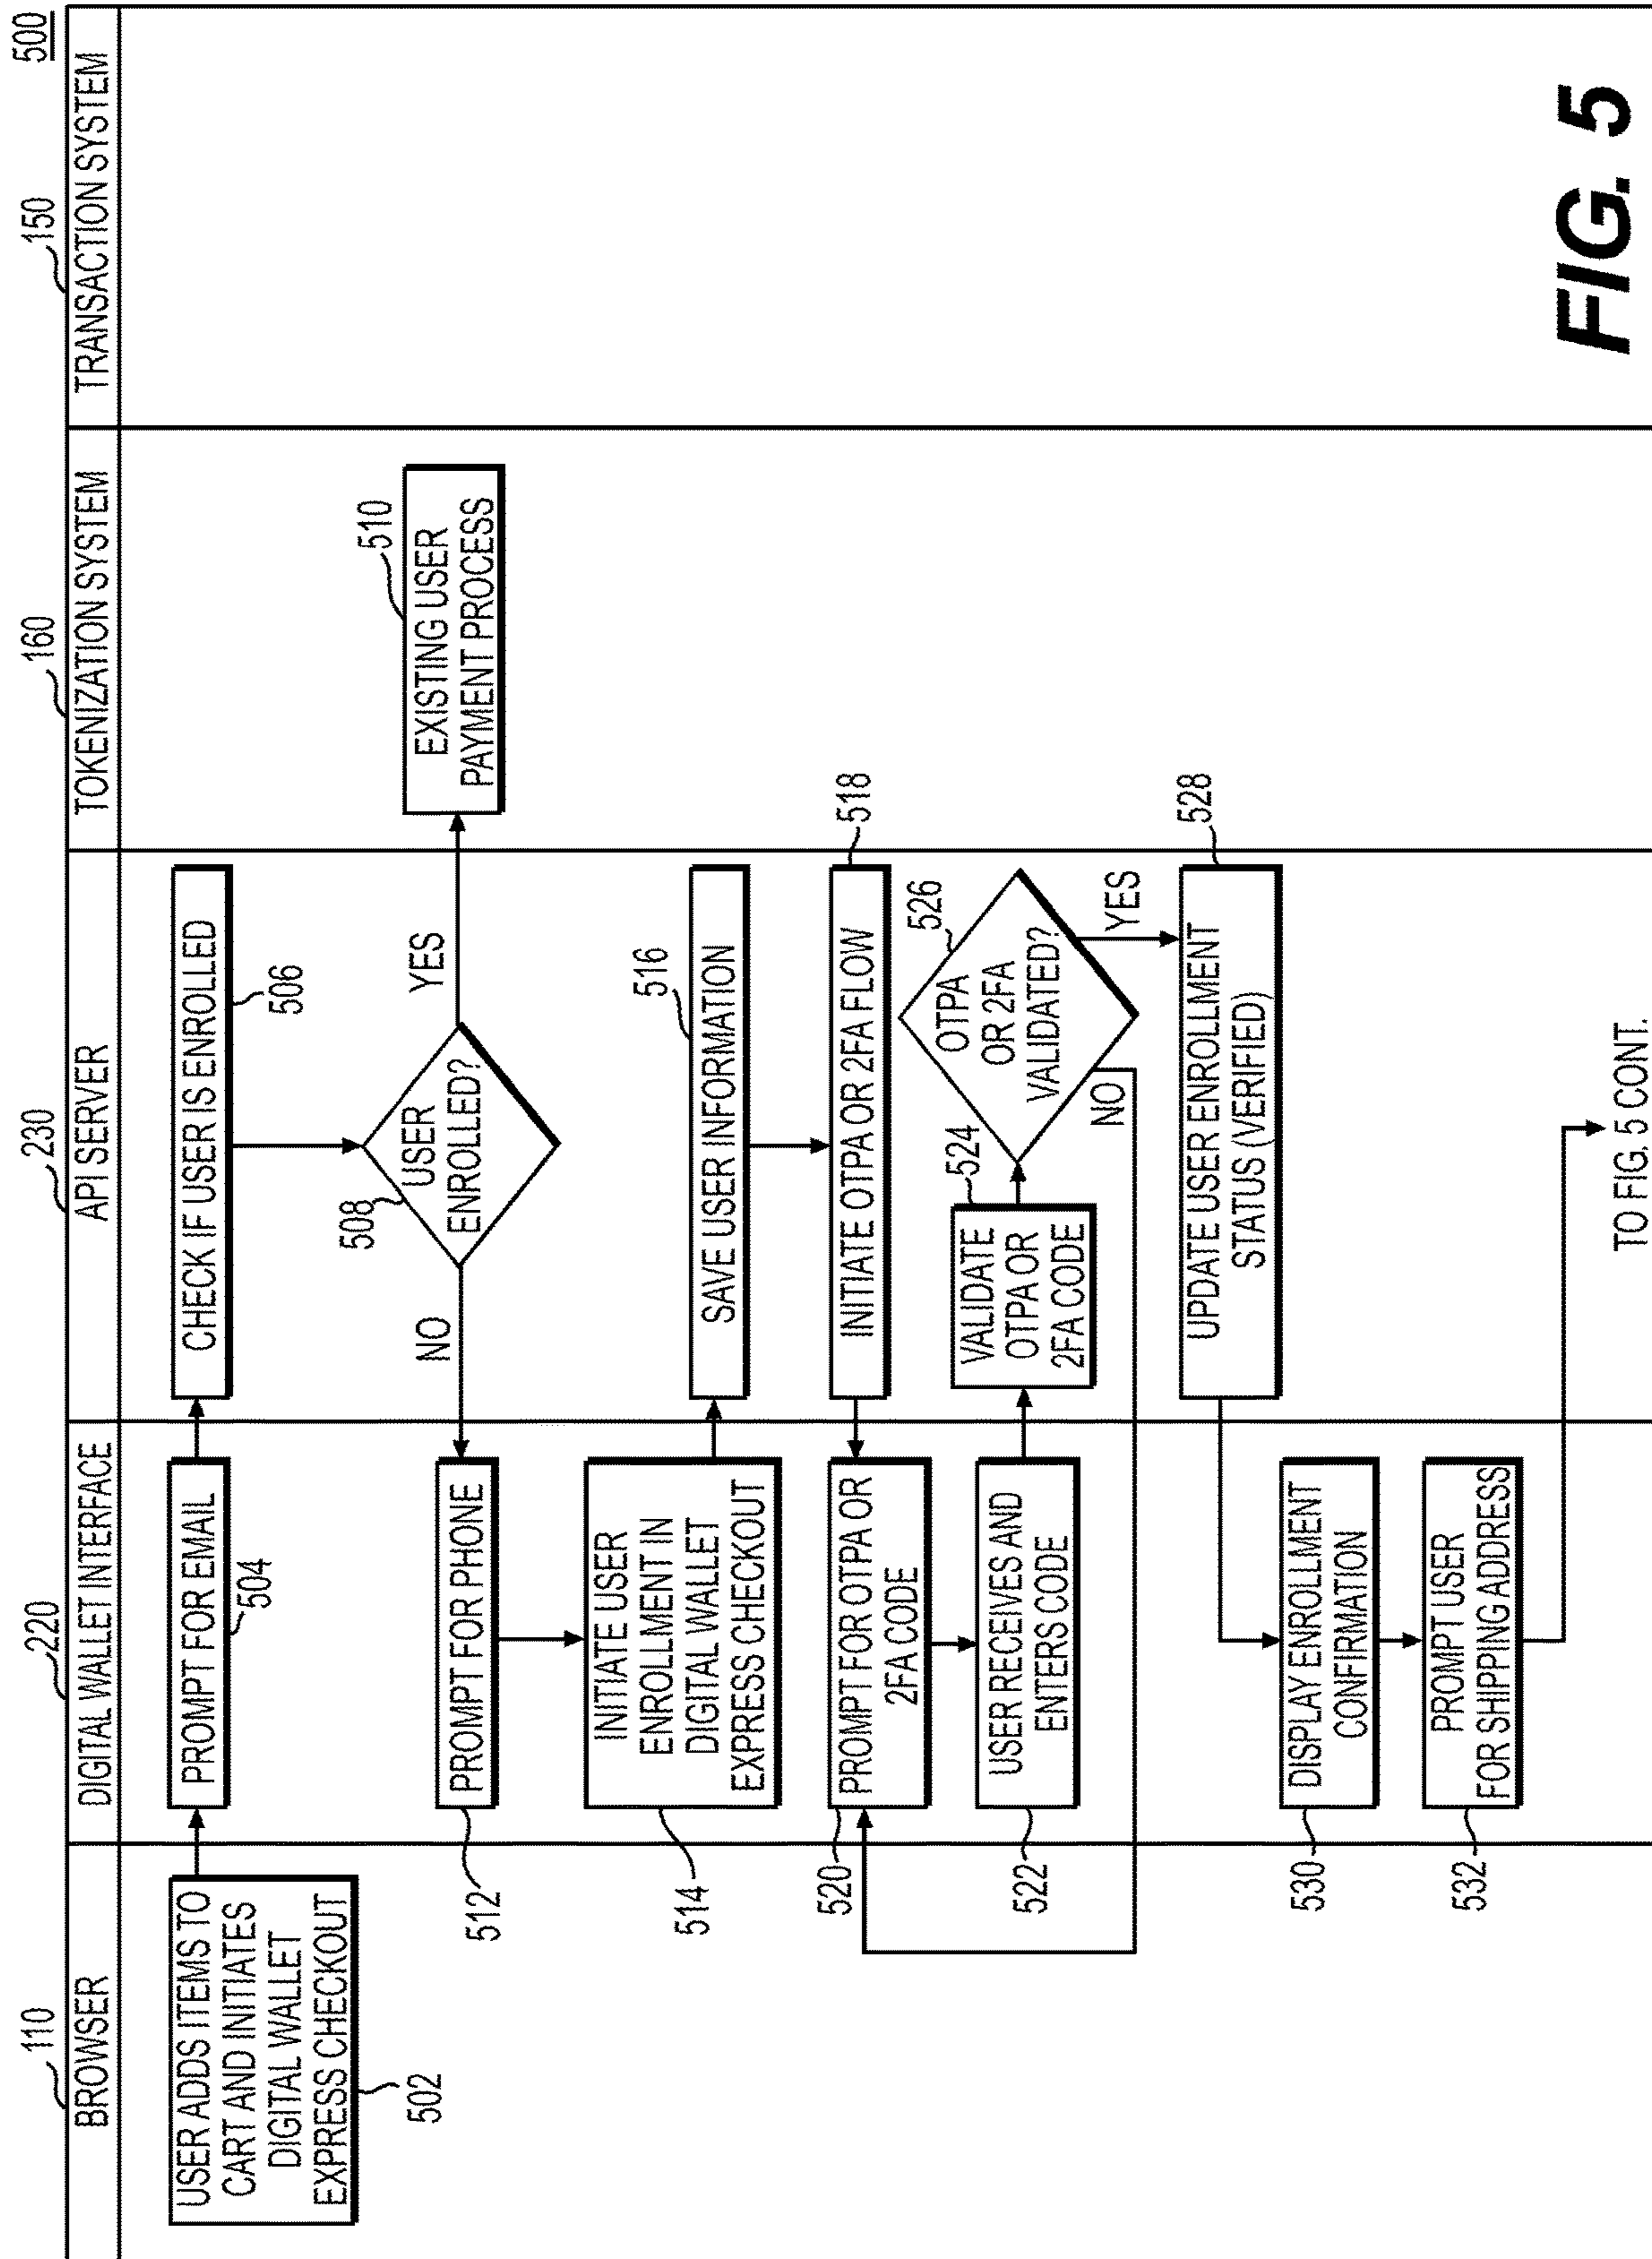 500
110
220
230
160
150
BROWSER
DIGITAL WALLET INTERFACE
API SERVER
TOKENIZATION SYSTEM
TRANSACTION SYSTEM
USER ADDS ITEMS TO
CART AND INITIATES
DIGITAL WALLET
EXPRESS CHECKOUT
502
PROMPT FOR EMAIL
504
CHECK IF USER IS ENROLLED
506
USER
ENROLLED?
508
YES
NO
EXISTING USER
PAYMENT PROCESS
510
PROMPT FOR PHONE
512
INITIATE USER
ENROLLMENT IN
DIGITAL WALLET
EXPRESS CHECKOUT
514
SAVE USER INFORMATION
516
INITIATE OTPA OR 2FA FLOW
518
PROMPT FOR OTPA OR
2FA CODE
520
USER RECEIVES AND
ENTERS CODE
522
VALIDATE
OTPA OR
2FA CODE
524
OTPA
OR 2FA
VALIDATED?
526
YES
NO
UPDATE USER ENROLLMENT
STATUS (VERIFIED)
528
DISPLAY ENROLLMENT
CONFIRMATION
530
PROMPT USER
FOR SHIPPING ADDRESS
532
TO FIG. 5 CONT.
FIG. 5